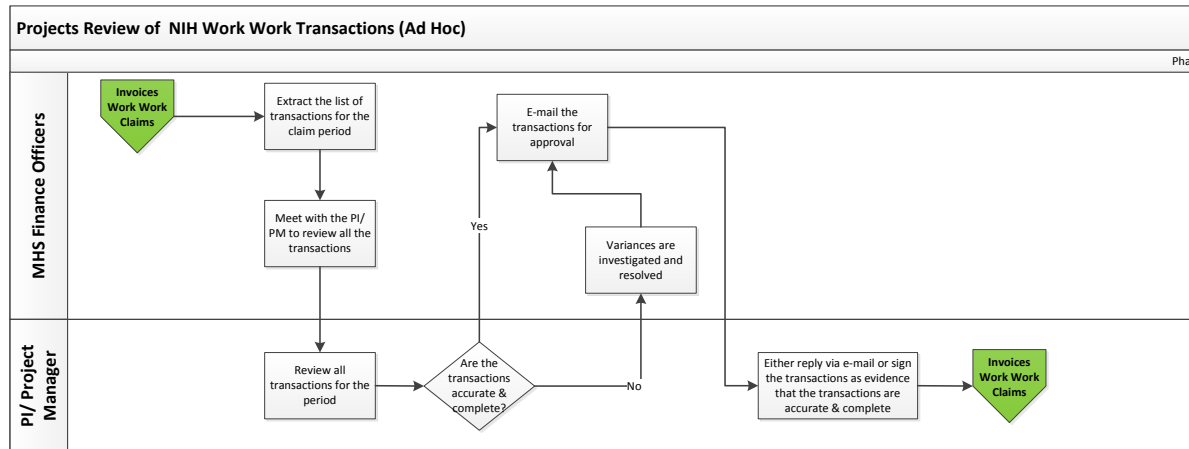 Projects Review of  NIH Work Work Transactions (Ad Hoc)
Pha
MHS Finance Officers
Invoices
Work Work
Claims
Extract the list of
transactions for the
claim period
E-mail the
transactions for
approval
Meet with the PI/
PM to review all the
transactions
Yes
Variances are
investigated and
resolved
PI/ Project
Manager
Review all
transactions for the
period
Are the
transactions
accurate &
complete?
No
Either reply via e-mail or sign
the transactions as evidence
that the transactions are
accurate & complete
Invoices
Work Work
Claims